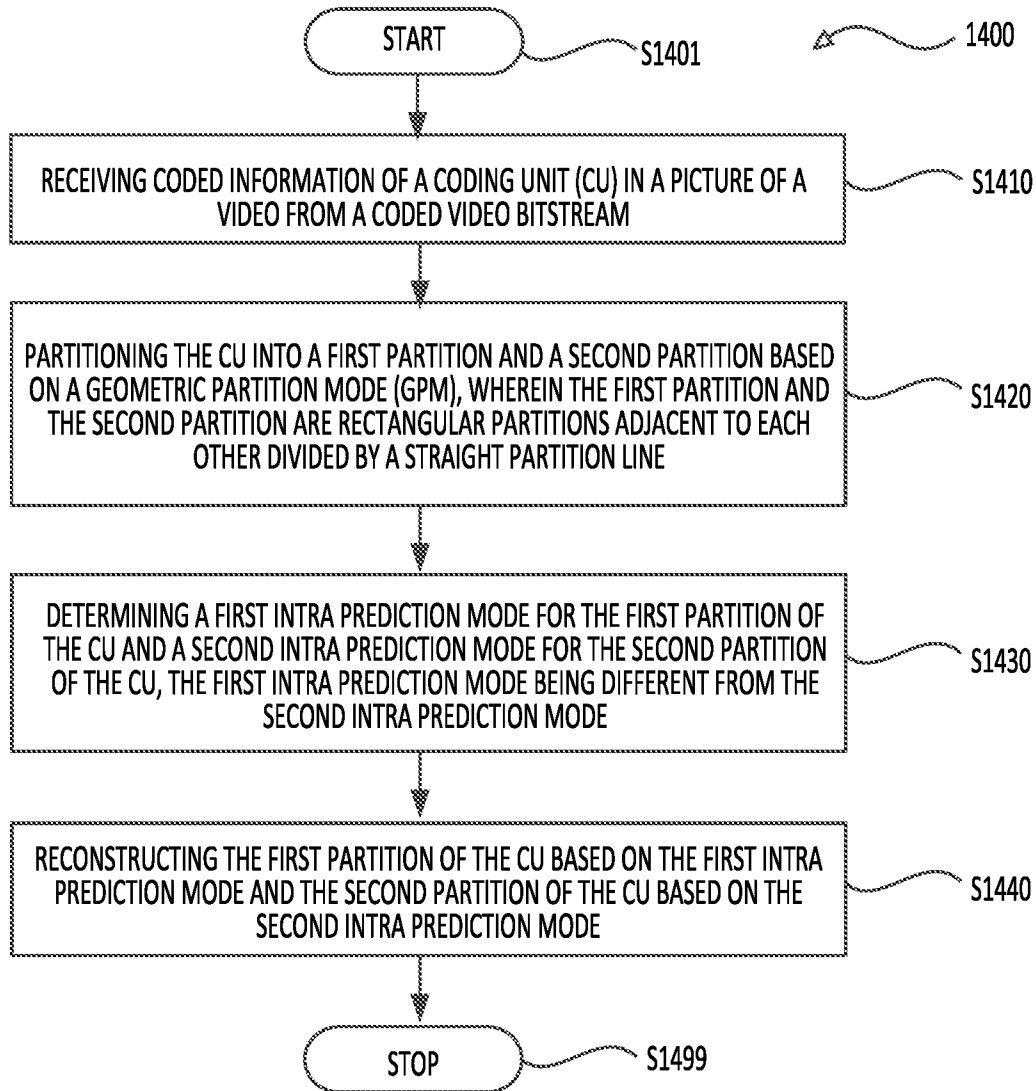 START
S1401
1400
RECEIVING CODED INFORMATION OF A CODING UNIT (CU) IN A PICTURE OF A
VIDEO FROM A CODED VIDEO BITSTREAM
S1410
PARTITIONING THE CU INTO A FIRST PARTITION AND A SECOND PARTITION BASED
ON A GEOMETRIC PARTITION MODE (GPM), WHEREIN THE FIRST PARTITION AND
THE SECOND PARTITION ARE RECTANGULAR PARTITIONS ADJACENT TO EACH
OTHER DIVIDED BY A STRAIGHT PARTITION LINE
S1420
DETERMINING A FIRST INTRA PREDICTION MODE FOR THE FIRST PARTITION OF
THE CU AND A SECOND INTRA PREDICTION MODE FOR THE SECOND PARTITION
OF THE CU, THE FIRST INTRA PREDICTION MODE BEING DIFFERENT FROM THE
SECOND INTRA PREDICTION MODE
S1430
RECONSTRUCTING THE FIRST PARTITION OF THE CU BASED ON THE FIRST INTRA
PREDICTION MODE AND THE SECOND PARTITION OF THE CU BASED ON THE
SECOND INTRA PREDICTION MODE
S1440
STOP
S1499